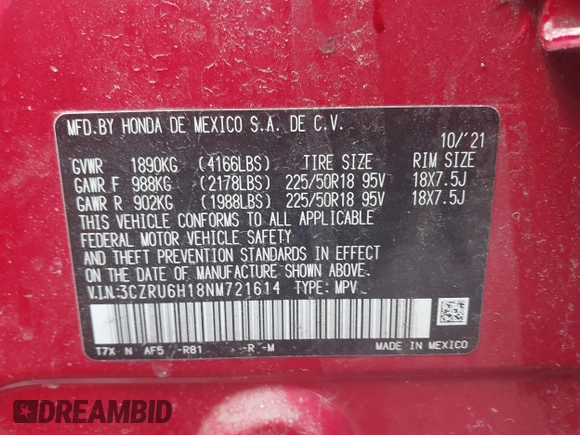 MFD.BY HONDA DE MEXICO S.A. DE C.V.
10/'21
GVWR 1890KG (4166LBS) TIRE SIZE RIM SIZE
GAWR F 988KG (2178LBS) 225/50R18 95V 18X7.5J
GAWR R 902KG (1988LBS) 225/50R18 95V 18X7.5J
THIS VEHICLE CONFORMS TO ALL APPLICABLE
FEDERAL MOTOR VEHICLE SAFETY
AND THEFT PREVENTION STANDARDS IN EFFECT
ON THE DATE OF MANUFACTURE SHOWN ABOVE.
V.I.N:3CZRU6H18NM721614 TYPE: MPV
T7X N AF5 -RB1 -R -M MADE IN MEXICO
DREAMBID